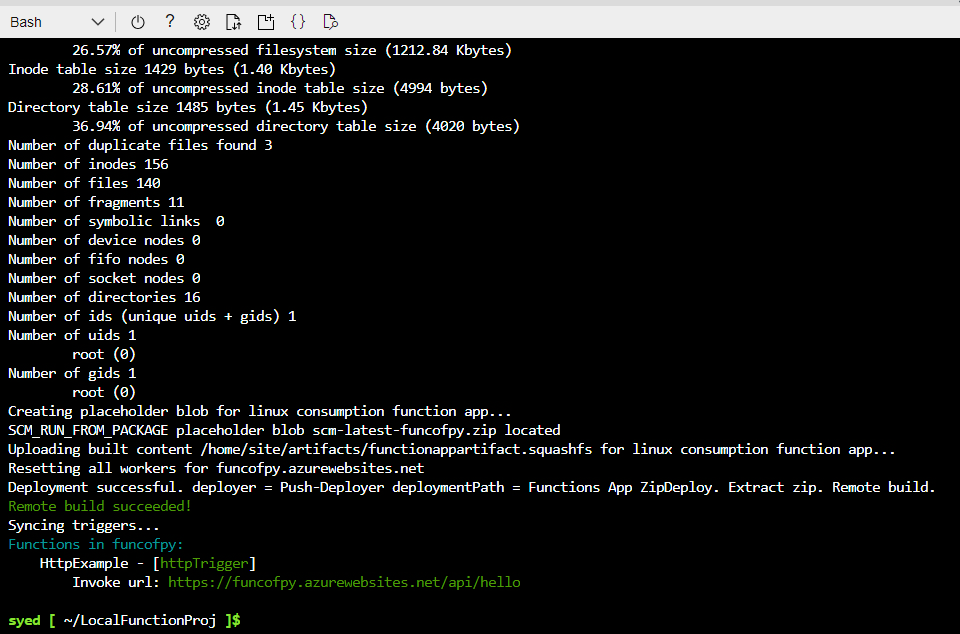 Bash
?
{}
26.57% of uncompressed filesystem size (1212.84 Kbytes)
Inode table size 1429 bytes (1.40 Kbytes)
28.61% of uncompressed inode table size (4994 bytes)
Directory table size 1485 bytes (1.45 Kbytes)
36.94% of uncompressed directory table size (4020 bytes)
Number of duplicate files found 3
Number of inodes 156
Number of files 140
Number of fragments 11
Number of symbolic links  0
Number of device nodes 0
Number of fifo nodes 0
Number of socket nodes 0
Number of directories 16
Number of ids (unique uids + gids) 1
Number of uids 1
root (0)
Number of gids 1
root (0)
Creating placeholder blob for linux consumption function app...
SCM_RUN_FROM_PACKAGE placeholder blob scm-latest-funcofpy.zip located
Uploading built content /home/site/artifacts/functionappartifact.squashfs for linux consumption function app...
Resetting all workers for funcofpy.azurewebsites.net
Deployment successful. deployer = Push-Deployer deploymentPath = Functions App ZipDeploy. Extract zip. Remote build.
Remote build succeeded!
Syncing triggers...
Functions in funcofpy:
HttpExample - [httpTrigger]
Invoke url: https://funcofpy.azurewebsites.net/api/hello
syed [ ~/LocalFunctionProj ]$